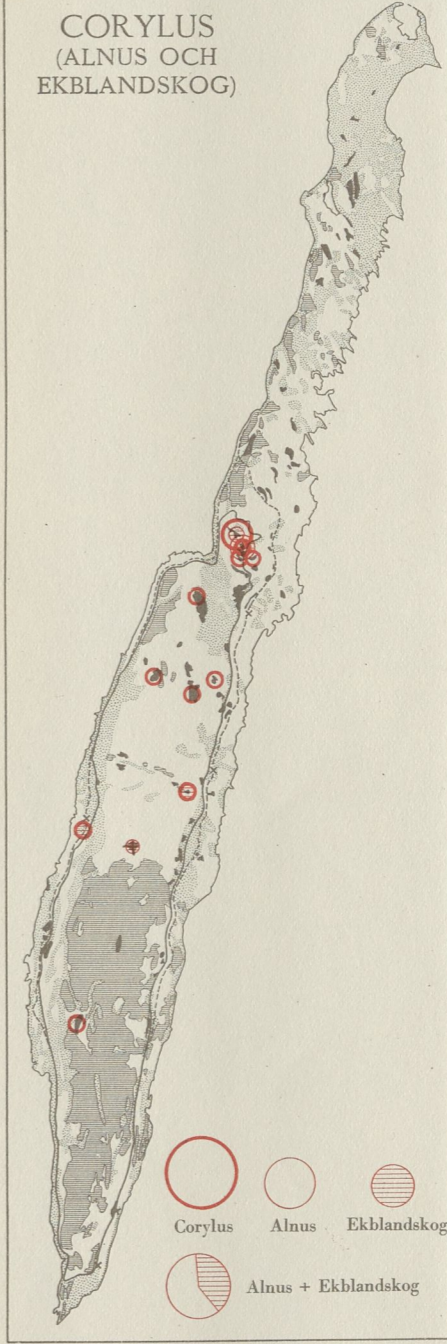 CORYLUS
(ALNUS OCH
EKBLANDSKOG)
Corylus Alnus Ekblandskog
Alnus + Ekblandskog